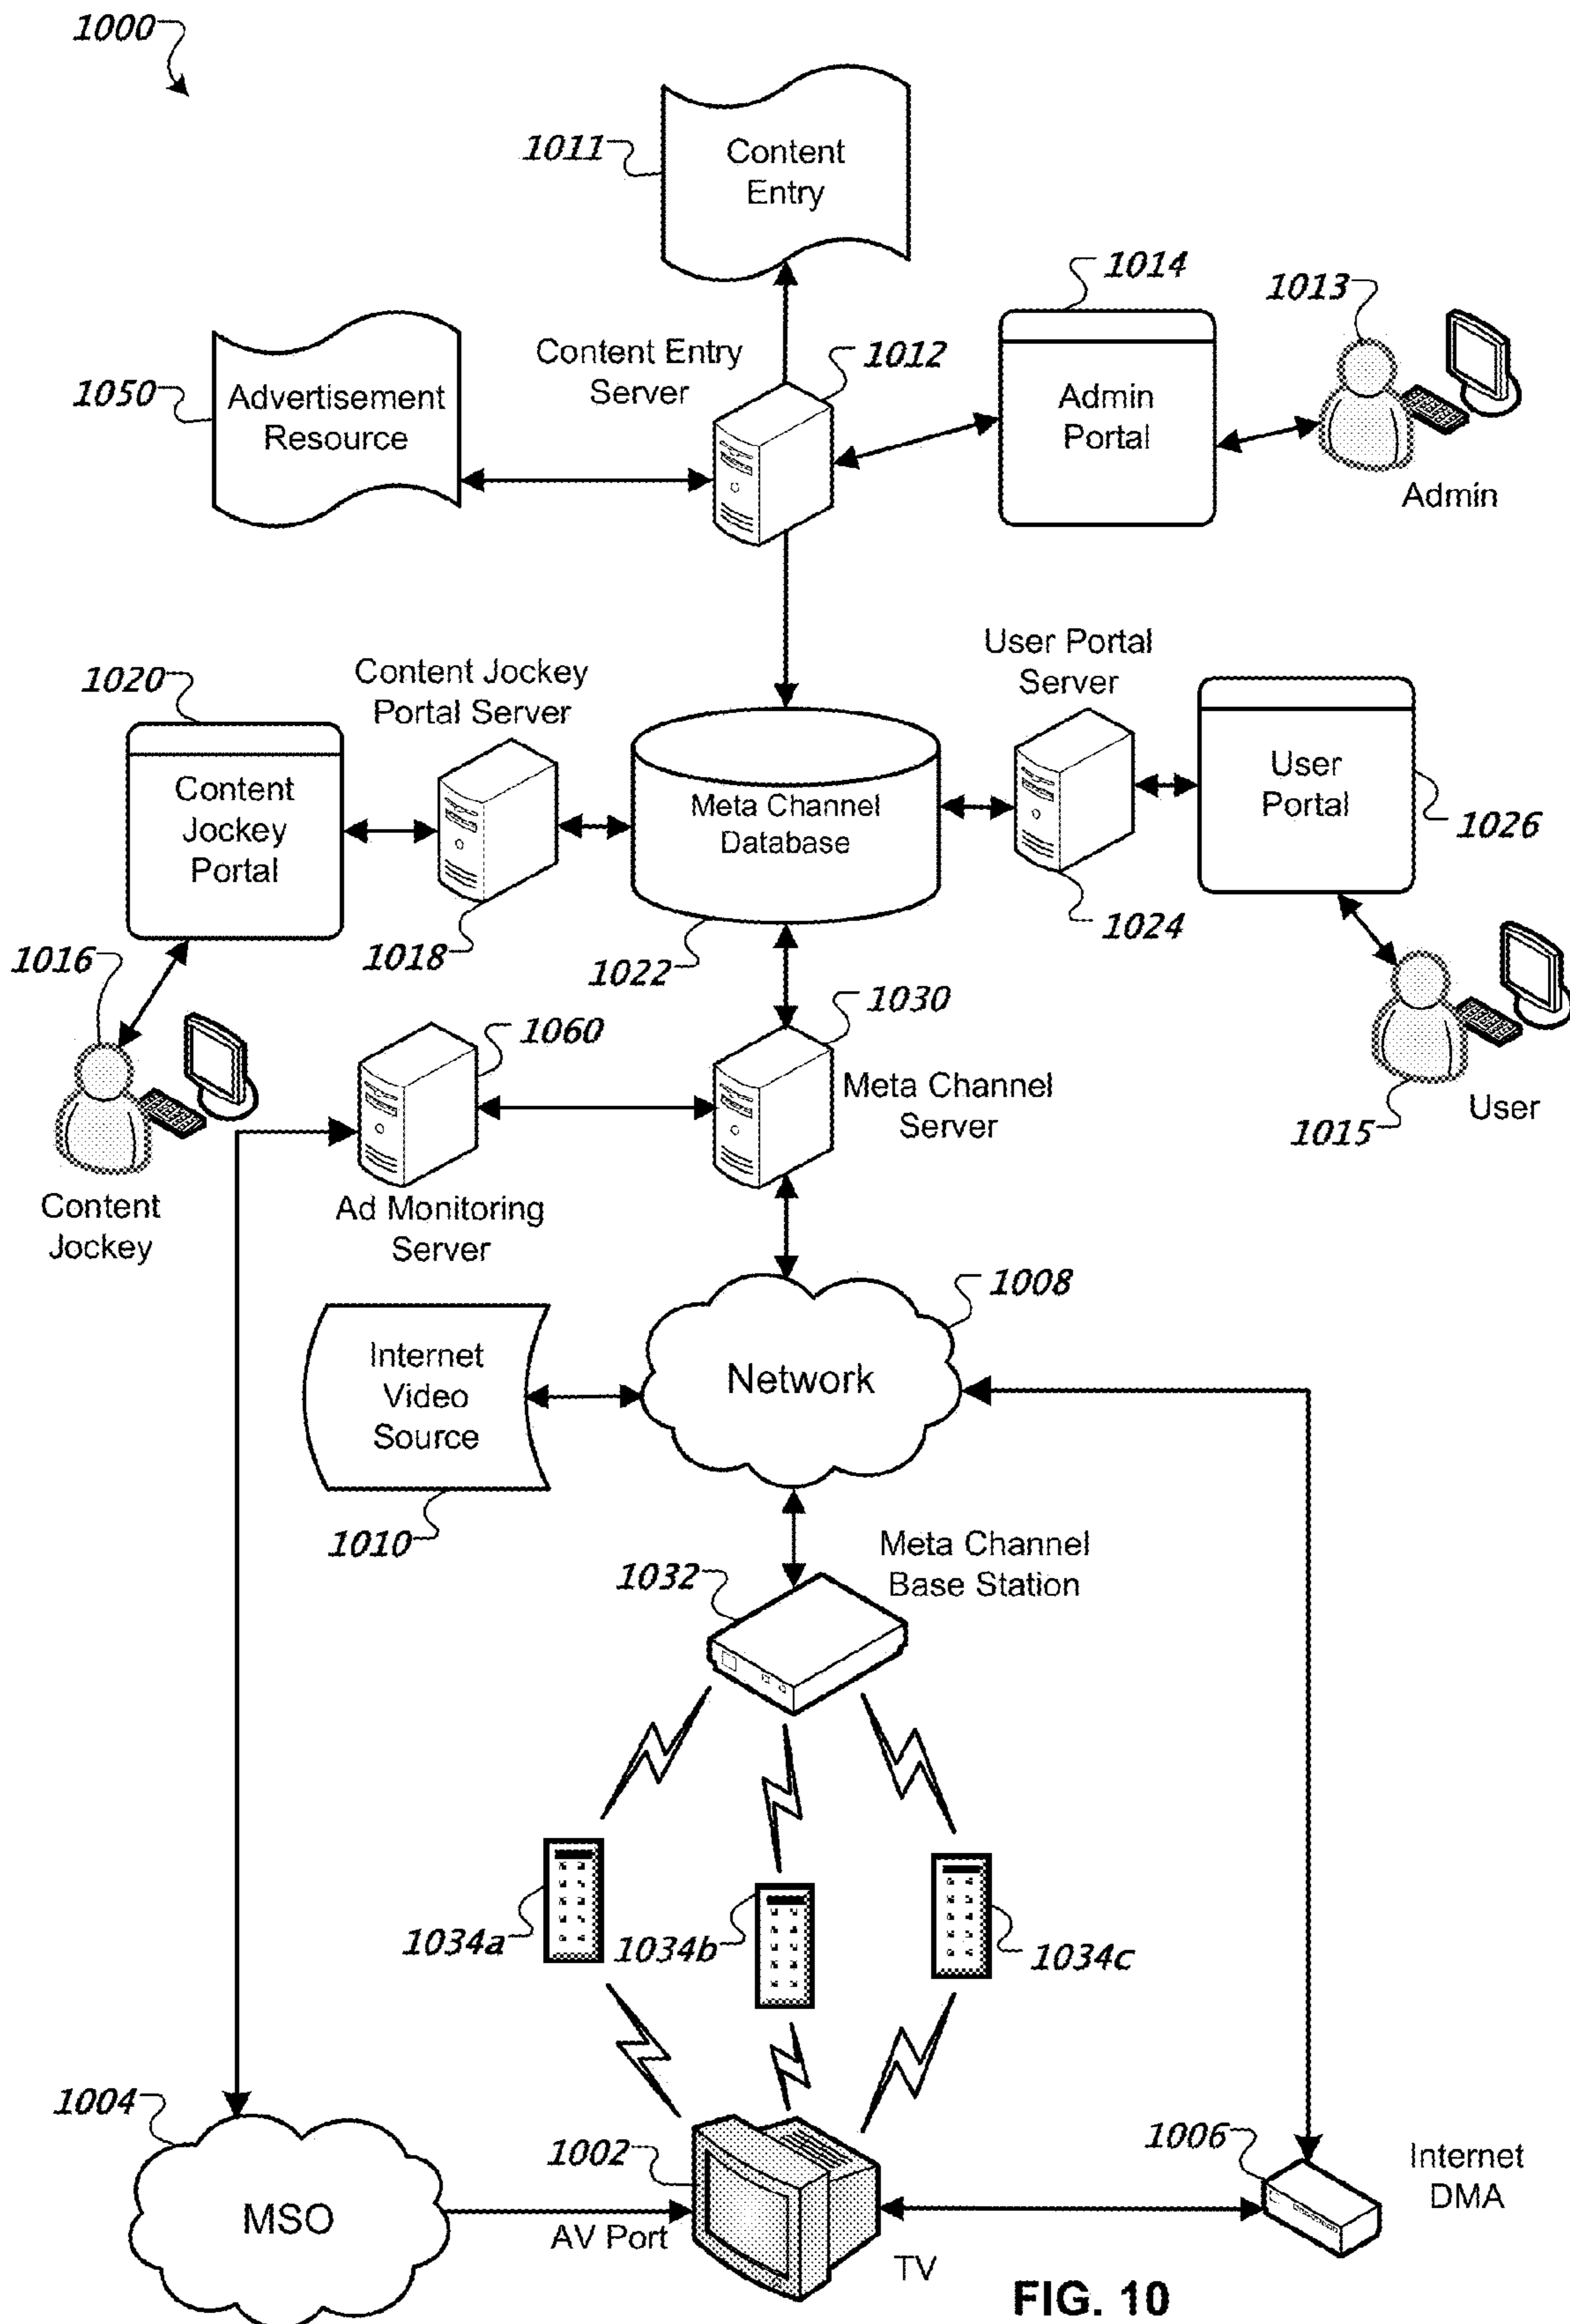 1000
1011
Content
Entry
1014
1013
Content Entry
Server
1012
1050
Advertisement
Resource
Admin
Portal
Admin
User Portal
Server
1020
Content Jockey
Portal Server
Content
Jockey
Portal
Meta Channel
Database
User
Portal
1026
1018
1022
1024
1016
1060
1030
Meta Channel
Server
User
1015
Content
Jockey
Ad Monitoring
Server
1008
Internet
Video
Source
Network
1010
Meta Channel
Base Station
1032
1034a
1034b
1034c
1004
MSO
1002
AV Port
TV
1006
Internet
DMA
FIG. 10